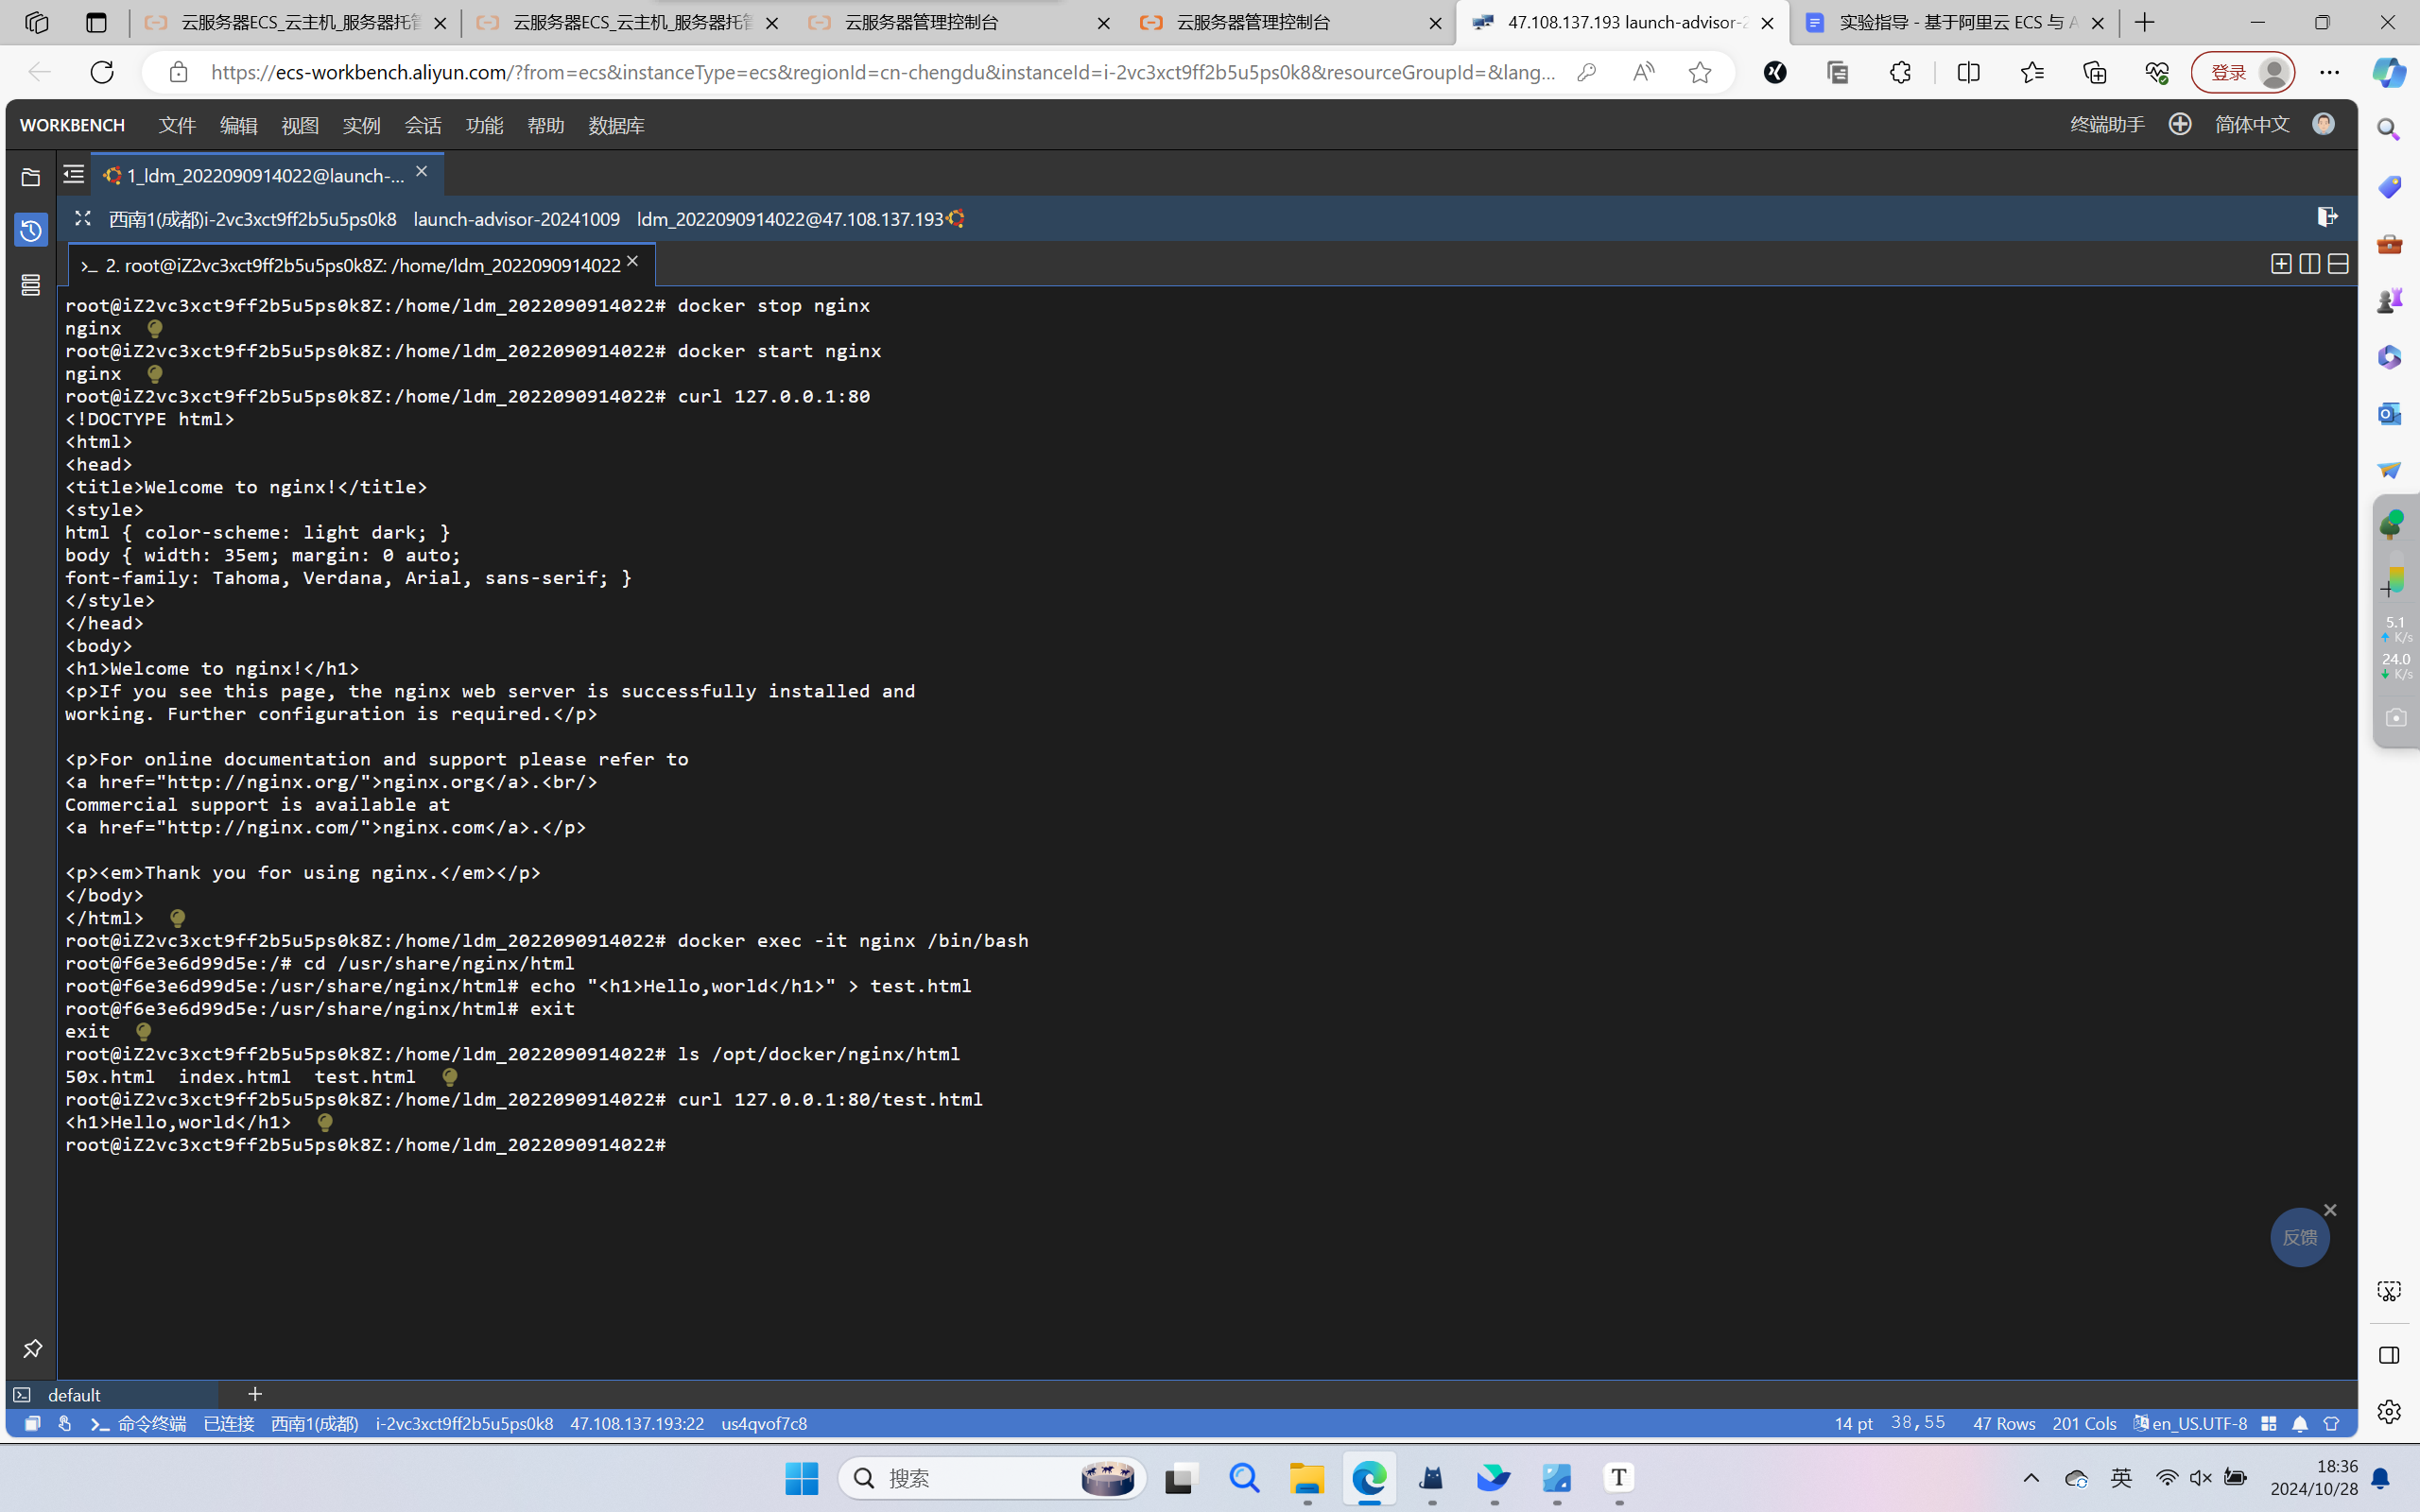 云服务器ECS_云主机_服务器托管
云服务器ECS_云主机_服务器托管
云服务器管理控制台
云服务器管理控制台
47.108.137.193 launch-advisor-2
实验指导 - 基于阿里云 ECS 与 A
https://ecs-workbench.aliyun.com/?from=ecs&instanceType=ecs&regionId=cn-chengdu&instanceId=i-2vc3xct9ff2b5u5ps0k8&resourceGroupId=&lang...
登录
WORKBENCH 文件 编辑 视图 实例 会话 功能 帮助 数据库
终端助手 简体中文
1_ldm_2022090914022@launch-...
西南1(成都)i-2vc3xct9ff2b5u5ps0k8 launch-advisor-20241009 ldm_2022090914022@47.108.137.193
2. root@iZ2vc3xct9ff2b5u5ps0k8Z: /home/ldm_2022090914022
root@iZ2vc3xct9ff2b5u5ps0k8Z:/home/ldm_2022090914022# docker stop nginx
nginx
root@iZ2vc3xct9ff2b5u5ps0k8Z:/home/ldm_2022090914022# docker start nginx
nginx
root@iZ2vc3xct9ff2b5u5ps0k8Z:/home/ldm_2022090914022# curl 127.0.0.1:80
<!DOCTYPE html>
<html>
<head>
<title>Welcome to nginx!</title>
<style>
html { color-scheme: light dark; }
body { width: 35em; margin: 0 auto;
font-family: Tahoma, Verdana, Arial, sans-serif; }
</style>
</head>
<body>
<h1>Welcome to nginx!</h1>
<p>If you see this page, the nginx web server is successfully installed and
working. Further configuration is required.</p>
<p>For online documentation and support please refer to
<a href="http://nginx.org/">nginx.org</a>.<br/>
Commercial support is available at
<a href="http://nginx.com/">nginx.com</a>.</p>
<p><em>Thank you for using nginx.</em></p>
</body>
</html>
root@iZ2vc3xct9ff2b5u5ps0k8Z:/home/ldm_2022090914022# docker exec -it nginx /bin/bash
root@f6e3e6d99d5e:/# cd /usr/share/nginx/html
root@f6e3e6d99d5e:/usr/share/nginx/html# echo "<h1>Hello,world</h1>" > test.html
root@f6e3e6d99d5e:/usr/share/nginx/html# exit
exit
root@iZ2vc3xct9ff2b5u5ps0k8Z:/home/ldm_2022090914022# ls /opt/docker/nginx/html
50x.html index.html test.html
root@iZ2vc3xct9ff2b5u5ps0k8Z:/home/ldm_2022090914022# curl 127.0.0.1:80/test.html
<h1>Hello,world</h1>
root@iZ2vc3xct9ff2b5u5ps0k8Z:/home/ldm_2022090914022#
5.1
K/s
24.0
K/s
反馈
default
命令终端 已连接 西南1(成都) i-2vc3xct9ff2b5u5ps0k8 47.108.137.193:22 us4qvof7c8
14 pt 38,55 47 Rows 201 Cols en_US.UTF-8
搜索
英
18:36
2024/10/28